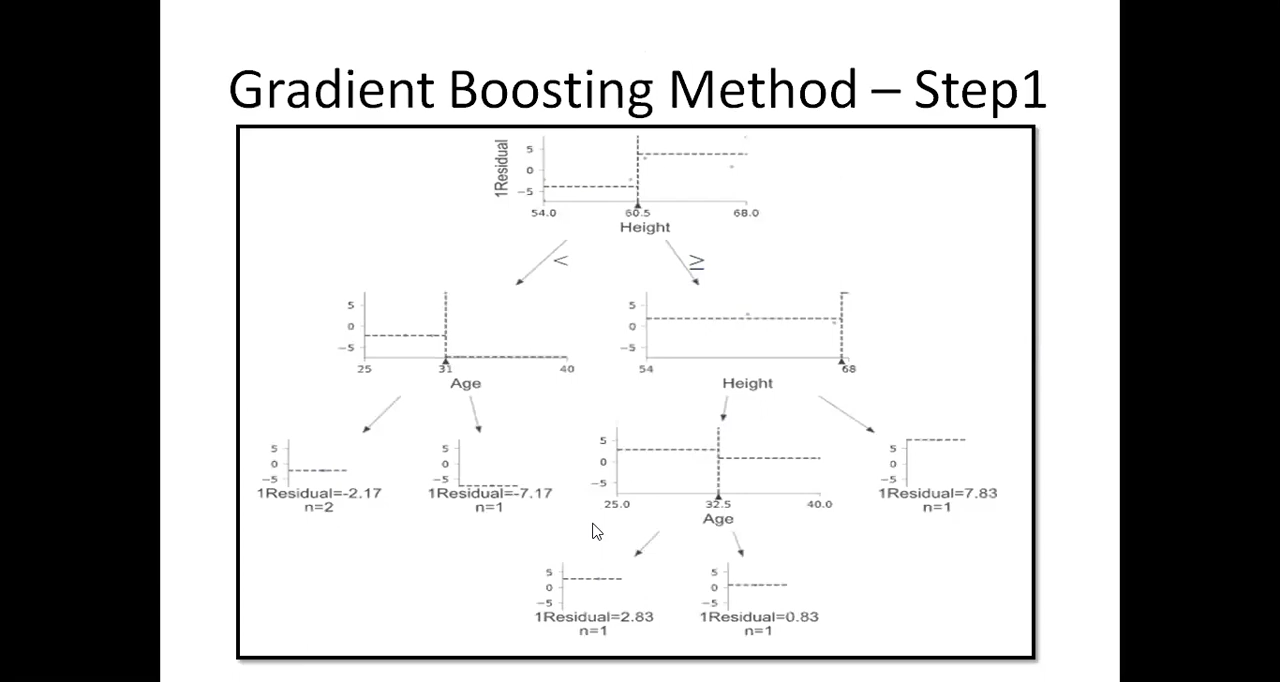 Gradient Boosting Method – Step1
1Residual
5
0
−5
54.0 60.5 68.0
Height
< ≥
5
0
−5
25 31 40
Age
5
0
−5
54 68
Height
5
0
−5
1Residual=-2.17
n=2
5
0
−5
1Residual=-7.17
n=1
5
0
−5
25.0 32.5 40.0
Age
5
0
−5
1Residual=7.83
n=1
5
0
−5
1Residual=2.83
n=1
5
0
−5
1Residual=0.83
n=1